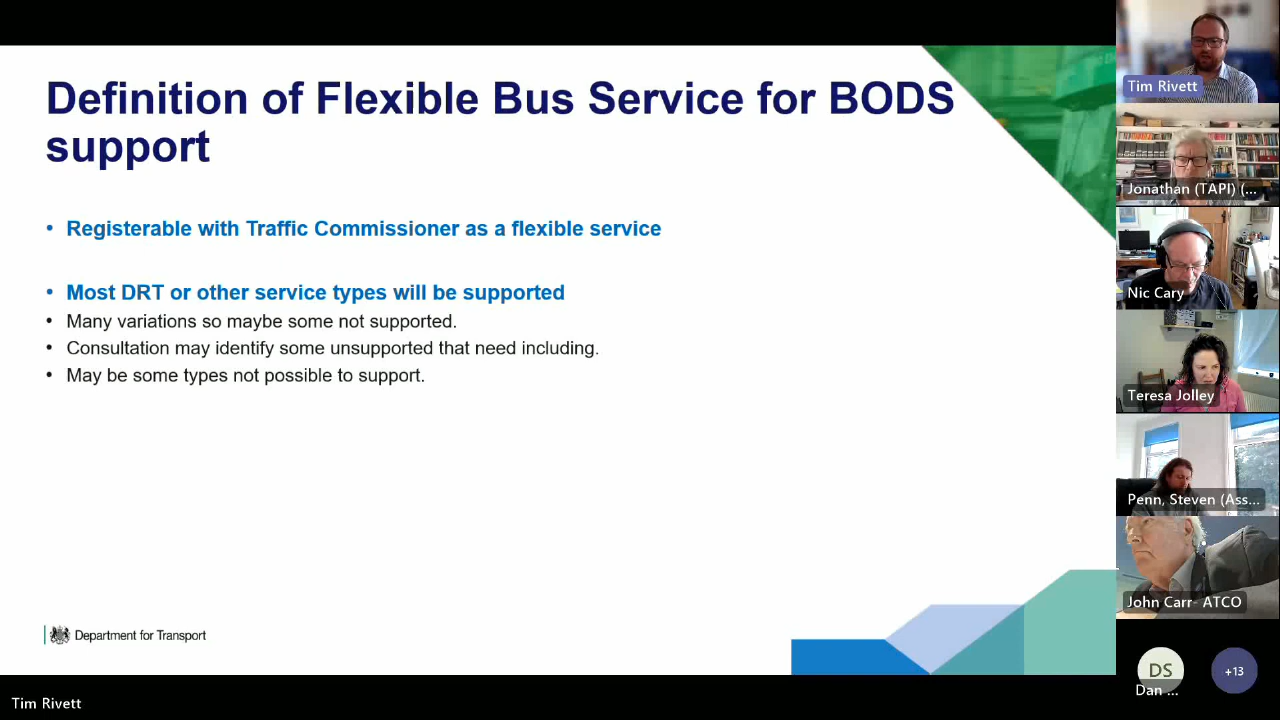 Definition of Flexible Bus Service for BODS
support
• Registerable with Traffic Commissioner as a flexible service
• Most DRT or other service types will be supported
• Many variations so maybe some not supported.
• Consultation may identify some unsupported that need including.
• May be some types not possible to support.
Department for Transport
Tim Rivett
Tim Rivett
Jonathan (TAPI) (...
Nic Cary
Teresa Jolley
Penn, Steven (Ass...
John Carr- ATCO
DS
Dan ...
+13